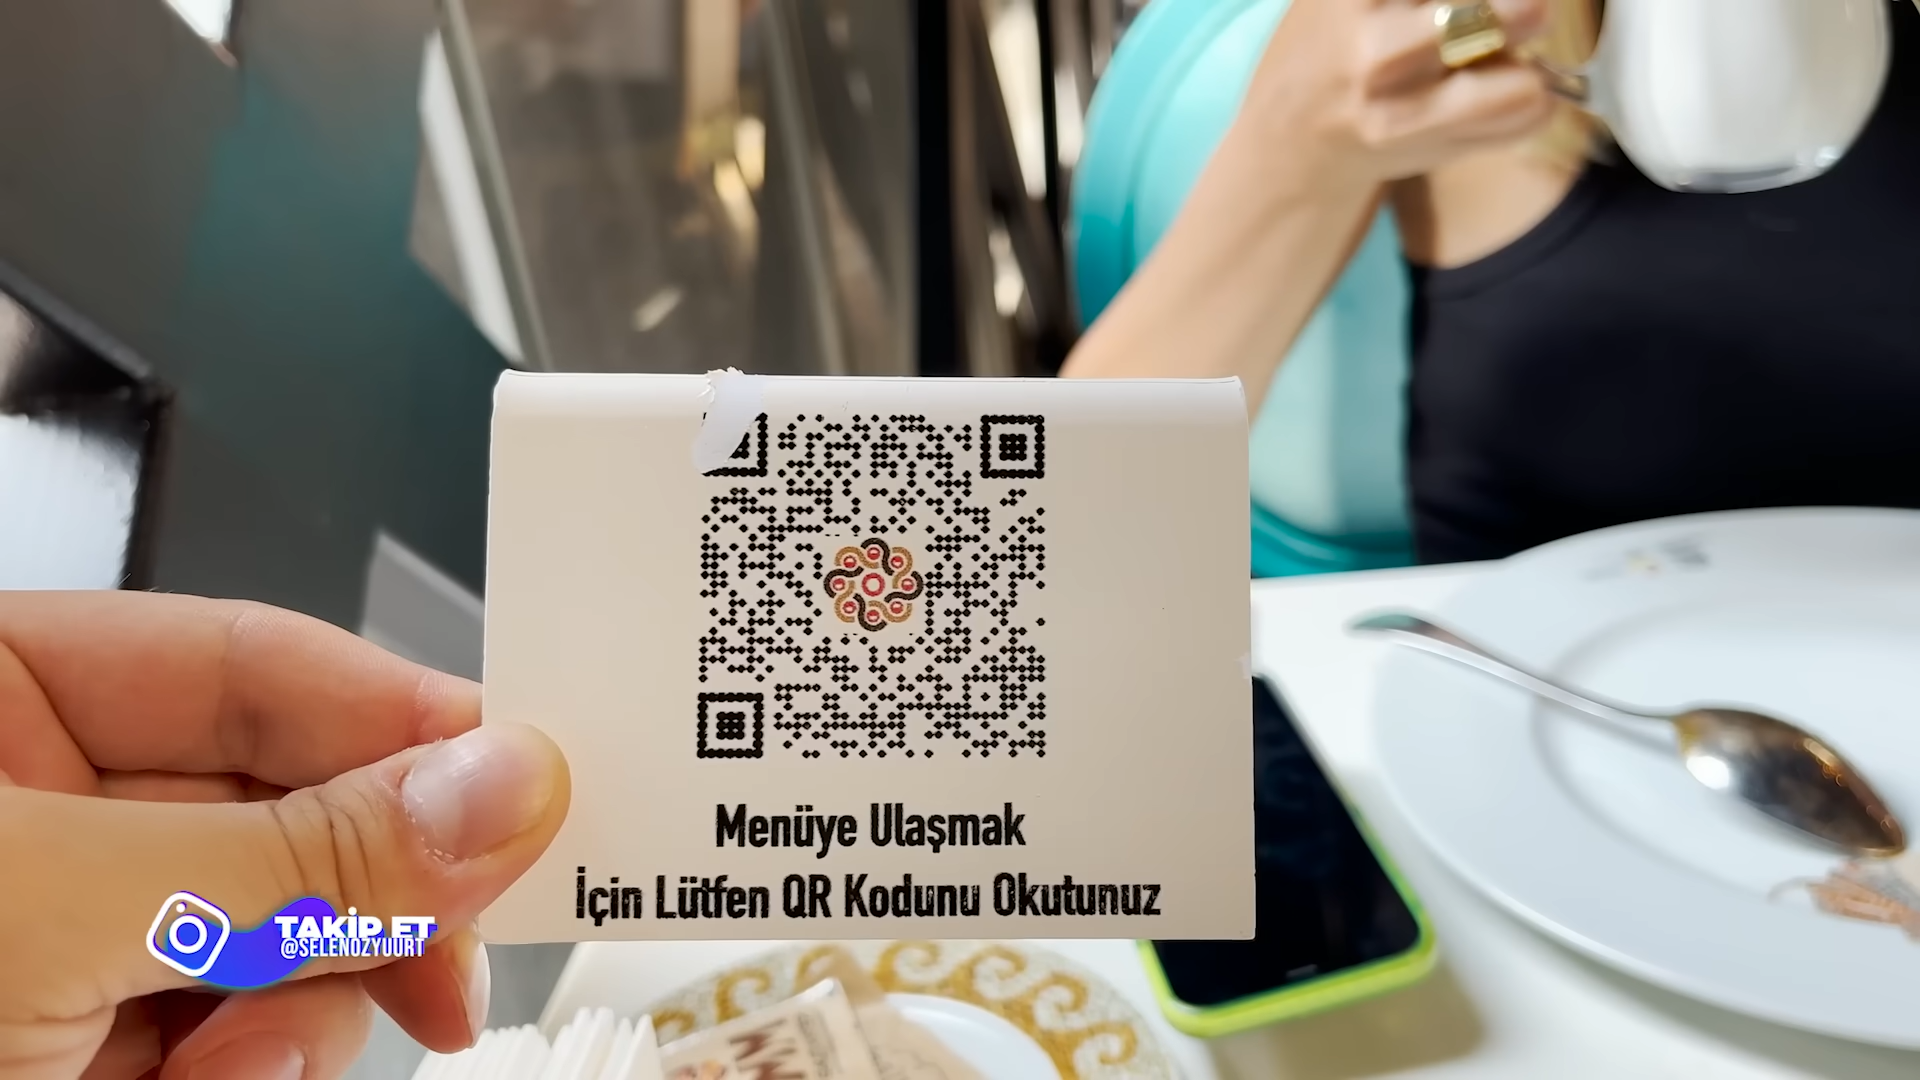 Menüye Ulaşmak
İçin Lütfen QR Kodunu Okutunuz
TAKİP ET
@SELENOZYUURT